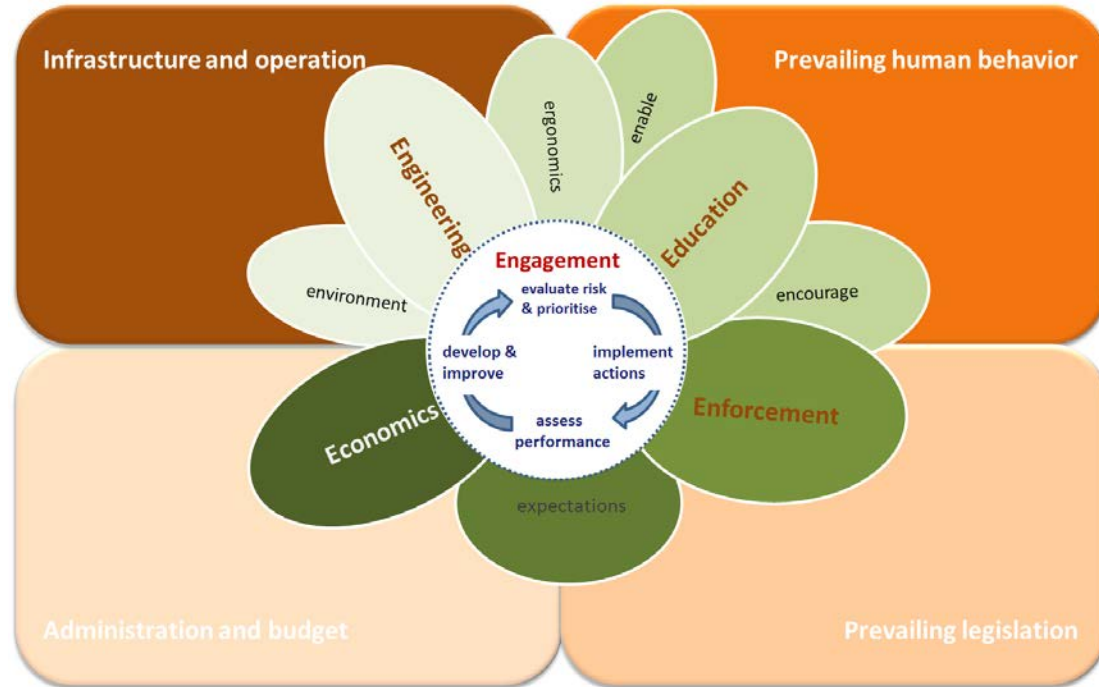 Infrastructure and operation
Prevailing human behavior
enable
ergonomics
Engineering
Education
environment
encourage
Engagement
evaluate risk
& prioritise
develop &
improve
implement
actions
assess
performance
Economics
Enforcement
expectations
Administration and budget
Prevailing legislation